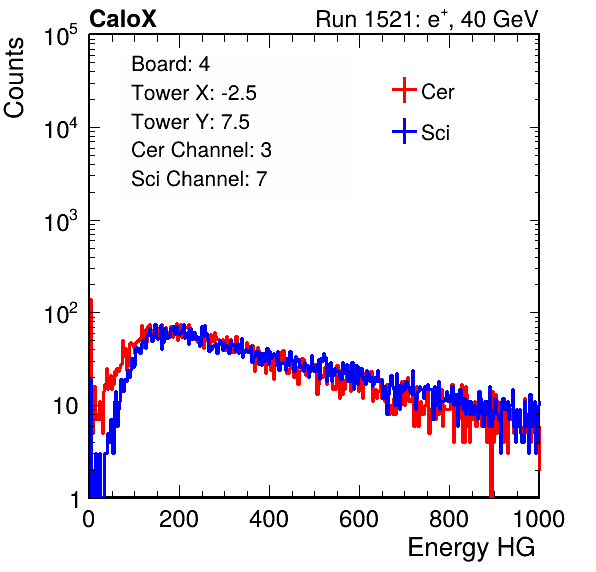 CaloX Run 1521: e⁺, 40 GeV
Counts
Board: 4
Tower X: -2.5
Tower Y: 7.5
Cer Channel: 3
Sci Channel: 7
Cer
Sci
10⁵
10⁴
10³
10²
10
1
0 200 400 600 800 1000
Energy HG